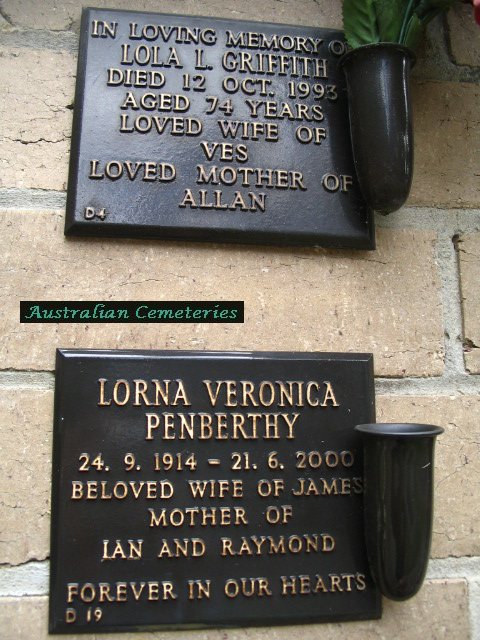 IN LOVING MEMORY OF
LOLA L. GRIFFITH
DIED 12 OCT. 1993
AGED 74 YEARS
LOVED WIFE OF
VES
LOVED MOTHER OF
ALLAN
D4
Australian Cemeteries
LORNA VERONICA
PENBERTHY
24. 9. 1914 - 21. 6. 2000
BELOVED WIFE OF JAMES
MOTHER OF
IAN AND RAYMOND
FOREVER IN OUR HEARTS
D 19